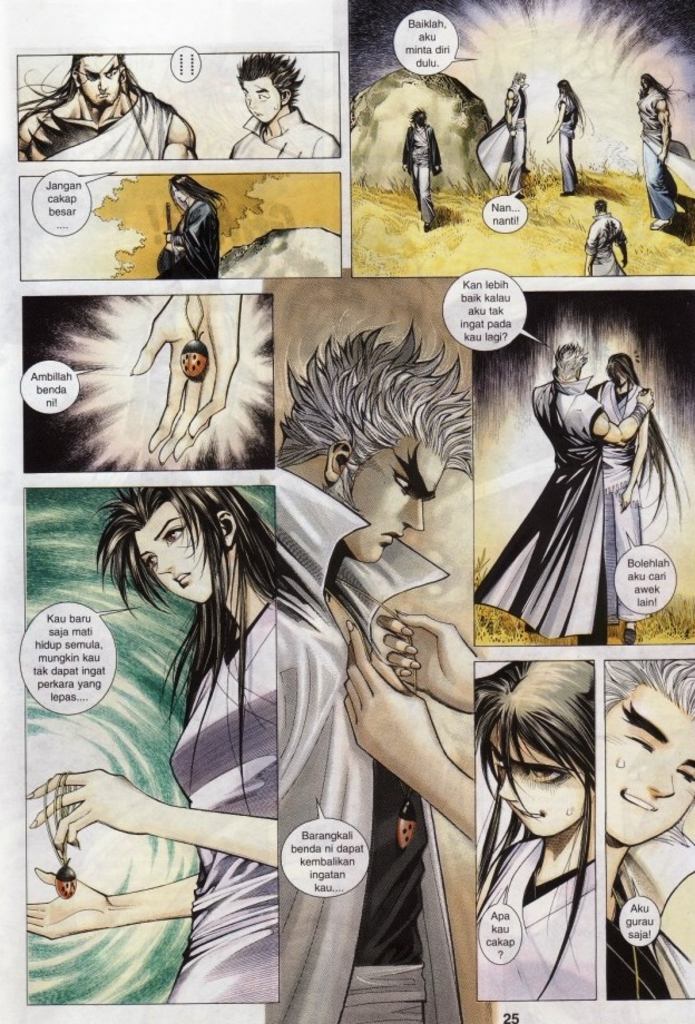 ....
....
Baiklah,
aku
minta diri
dulu.
Nan...
nanti!
Jangan
cakap
besar
....
Ambillah
benda
ni!
Kan lebih
baik kalau
aku tak
ingat pada
kau lagi?
Bolehlah
aku cari
awek
lain!
Kau baru
saja mati
hidup semula,
mungkin kau
tak dapat ingat
perkara yang
lepas....
Barangkali
benda ni dapat
kembalikan
ingatan
kau....
Apa
kau
cakap
?
Aku
gurau
saja!
25